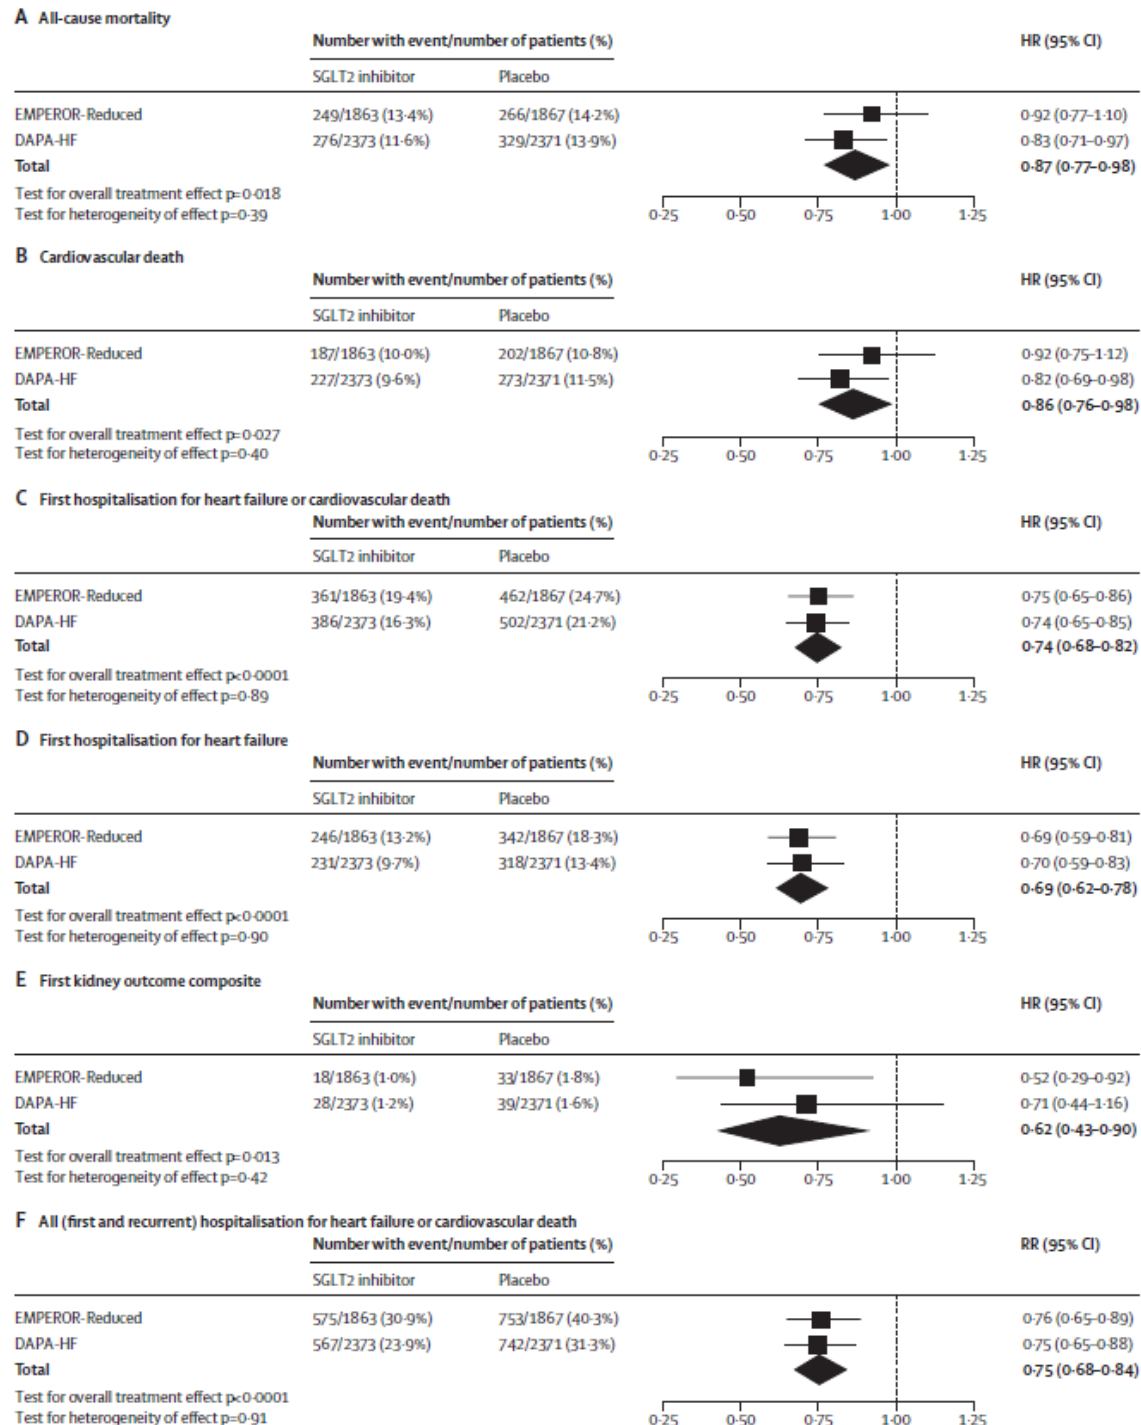 A All-cause mortality
Number with event/number of patients (%) HR (95% CI)
SGLT2 inhibitor Placebo
EMPEROR-Reduced 249/1863 (13·4%) 266/1867 (14·2%) 0·92 (0·77–1·10)
DAPA-HF 276/2373 (11·6%) 329/2371 (13·9%) 0·83 (0·71–0·97)
Total 0·87 (0·77–0·98)
Test for overall treatment effect p=0·018
Test for heterogeneity of effect p=0·39
0·25 0·50 0·75 1·00 1·25
B Cardiovascular death
Number with event/number of patients (%) HR (95% CI)
SGLT2 inhibitor Placebo
EMPEROR-Reduced 187/1863 (10·0%) 202/1867 (10·8%) 0·92 (0·75–1·12)
DAPA-HF 227/2373 (9·6%) 273/2371 (11·5%) 0·82 (0·69–0·98)
Total 0·86 (0·76–0·98)
Test for overall treatment effect p=0·027
Test for heterogeneity of effect p=0·40
0·25 0·50 0·75 1·00 1·25
C First hospitalisation for heart failure or cardiovascular death
Number with event/number of patients (%) HR (95% CI)
SGLT2 inhibitor Placebo
EMPEROR-Reduced 361/1863 (19·4%) 462/1867 (24·7%) 0·75 (0·65–0·86)
DAPA-HF 386/2373 (16·3%) 502/2371 (21·2%) 0·74 (0·65–0·85)
Total 0·74 (0·68–0·82)
Test for overall treatment effect p<0·0001
Test for heterogeneity of effect p=0·89
0·25 0·50 0·75 1·00 1·25
D First hospitalisation for heart failure
Number with event/number of patients (%) HR (95% CI)
SGLT2 inhibitor Placebo
EMPEROR-Reduced 246/1863 (13·2%) 342/1867 (18·3%) 0·69 (0·59–0·81)
DAPA-HF 231/2373 (9·7%) 318/2371 (13·4%) 0·70 (0·59–0·83)
Total 0·69 (0·62–0·78)
Test for overall treatment effect p<0·0001
Test for heterogeneity of effect p=0·90
0·25 0·50 0·75 1·00 1·25
E First kidney outcome composite
Number with event/number of patients (%) HR (95% CI)
SGLT2 inhibitor Placebo
EMPEROR-Reduced 18/1863 (1·0%) 33/1867 (1·8%) 0·52 (0·29–0·92)
DAPA-HF 28/2373 (1·2%) 39/2371 (1·6%) 0·71 (0·44–1·16)
Total 0·62 (0·43–0·90)
Test for overall treatment effect p=0·013
Test for heterogeneity of effect p=0·42
0·25 0·50 0·75 1·00 1·25
F All (first and recurrent) hospitalisation for heart failure or cardiovascular death
Number with event/number of patients (%) RR (95% CI)
SGLT2 inhibitor Placebo
EMPEROR-Reduced 575/1863 (30·9%) 753/1867 (40·3%) 0·76 (0·65–0·89)
DAPA-HF 567/2373 (23·9%) 742/2371 (31·3%) 0·75 (0·65–0·88)
Total 0·75 (0·68–0·84)
Test for overall treatment effect p<0·0001
Test for heterogeneity of effect p=0·91
0·25 0·50 0·75 1·00 1·25